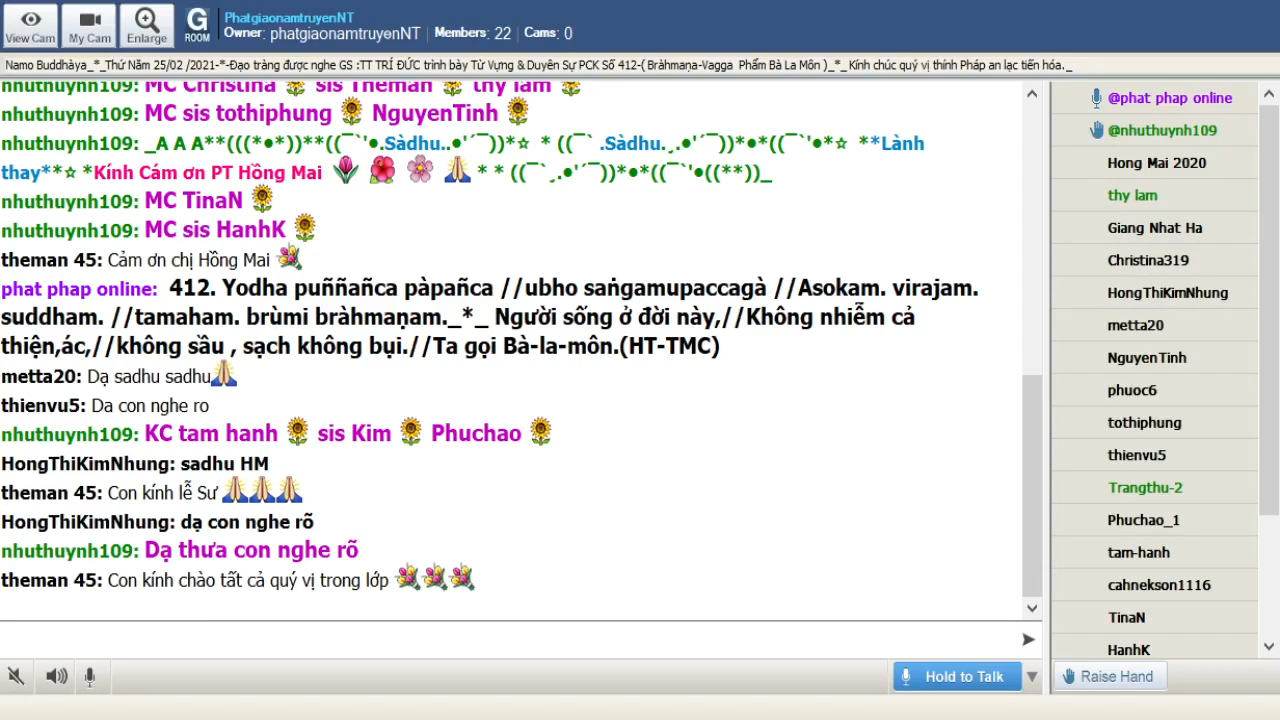 View Cam
My Cam
Enlarge
G ROOM
PhatgiaonamtruyenNT
Owner: phatgiaonamtruyenNT | Members: 22 | Cams: 0
Namo Buddhàya_*_Thứ Năm 25/02 /2021-*-Đạo tràng được nghe GS :TT TRÍ ĐỨC trình bày Từ Vựng & Duyên Sự PCK Số 412-( Bràhmaṇa-Vagga Phẩm Bà La Môn )_*_ Kính chúc quý vị thính Pháp an lạc tiến hóa._
nhuthuynh109: MC Christina 🌻 sis Theman 🌻 thy lam 🌻
nhuthuynh109: MC sis tothiphung 🌻 NguyenTinh 🌻
nhuthuynh109: _A A A**(((*•*))**((¯`'•.Sàdhu..•'´¯))*☆ * ((¯` .Sàdhu.¸.•'´¯))*•*((¯`'•*☆ **Lành
thay**☆ *Kính Cám ơn PT Hồng Mai 🌷 🌺 🌸 🙏 * * ((¯`¸.•'´¯))*•*((¯`'•((**))_
nhuthuynh109: MC TinaN 🌻
nhuthuynh109: MC sis HanhK 🌻
theman 45: Cảm ơn chị Hồng Mai 💐
phat phap online: 412. Yodha puññañca pàpañca //ubho saṅgamupaccagà //Asokam. virajam.
suddham. //tamaham. brùmi bràhmaṇam._*_ Người sống ở đời này,//Không nhiễm cả
thiện,ác,//không sầu , sạch không bụi.//Ta gọi Bà-la-môn.(HT-TMC)
metta20: Dạ sadhu sadhu🙏
thienvu5: Da con nghe ro
nhuthuynh109: KC tam hanh 🌻 sis Kim 🌻 Phuchao 🌻
HongThiKimNhung: sadhu HM
theman 45: Con kính lễ Sư 🙏🙏🙏
HongThiKimNhung: dạ con nghe rõ
nhuthuynh109: Dạ thưa con nghe rõ
theman 45: Con kính chào tất cả quý vị trong lớp 💐💐💐
Hold to Talk
@phat phap online
@nhuthuynh109
Hong Mai 2020
thy lam
Giang Nhat Ha
Christina319
HongThiKimNhung
metta20
NguyenTinh
phuoc6
tothiphung
thienvu5
Trangthu-2
Phuchao_1
tam-hanh
cahnekson1116
TinaN
HanhK
Raise Hand